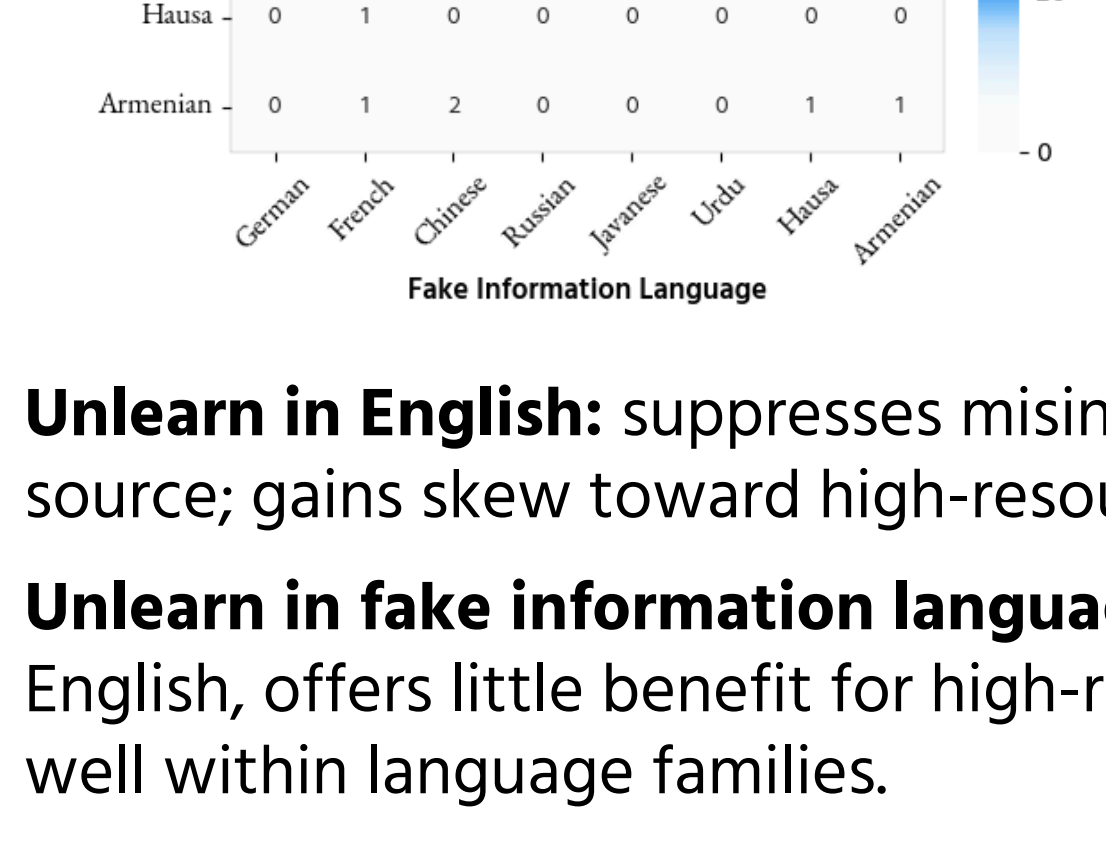 Hausa 0 1 0 0 0 0 0 0
Armenian 0 1 2 0 0 0 1 1
0
German French Chinese Russian Javanese Urdu Hausa Armenian
Fake Information Language
Unlearn in English: suppresses misin
source; gains skew toward high-resou
Unlearn in fake information langua
English, offers little benefit for high-r
well within language families.